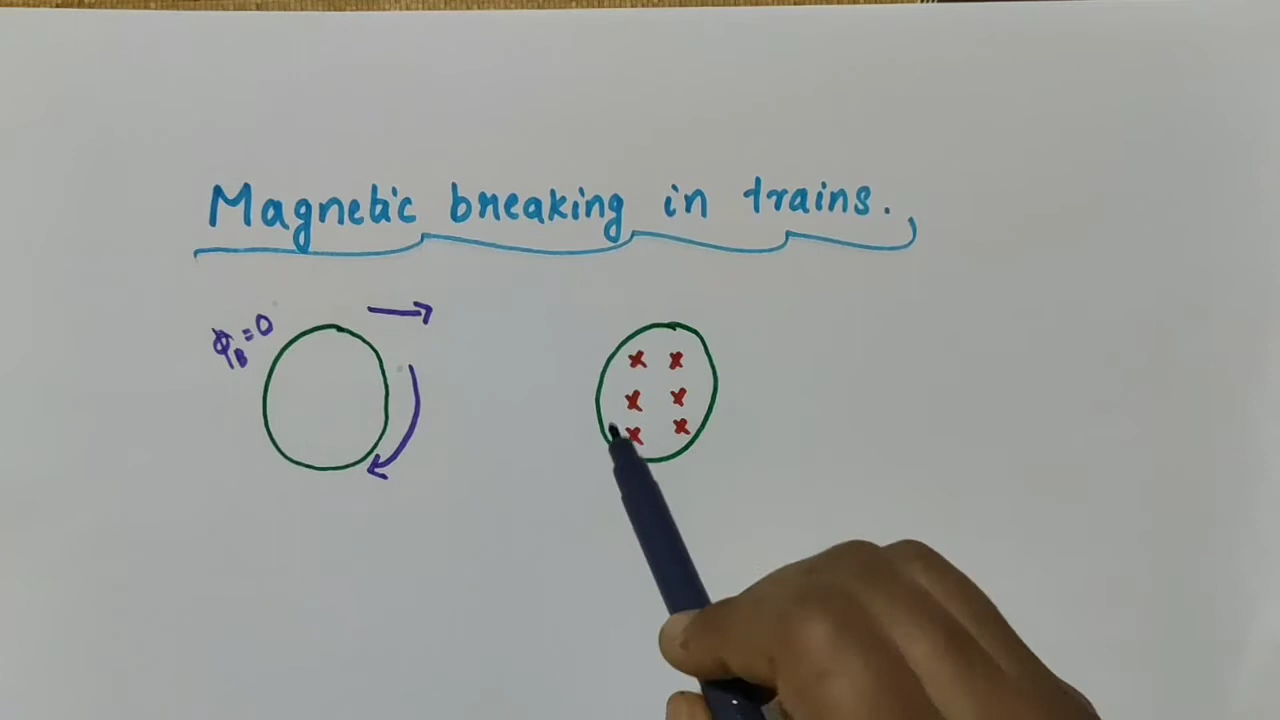 Magnetic breaking in trains.
ϕB=0
x x
x x
x x